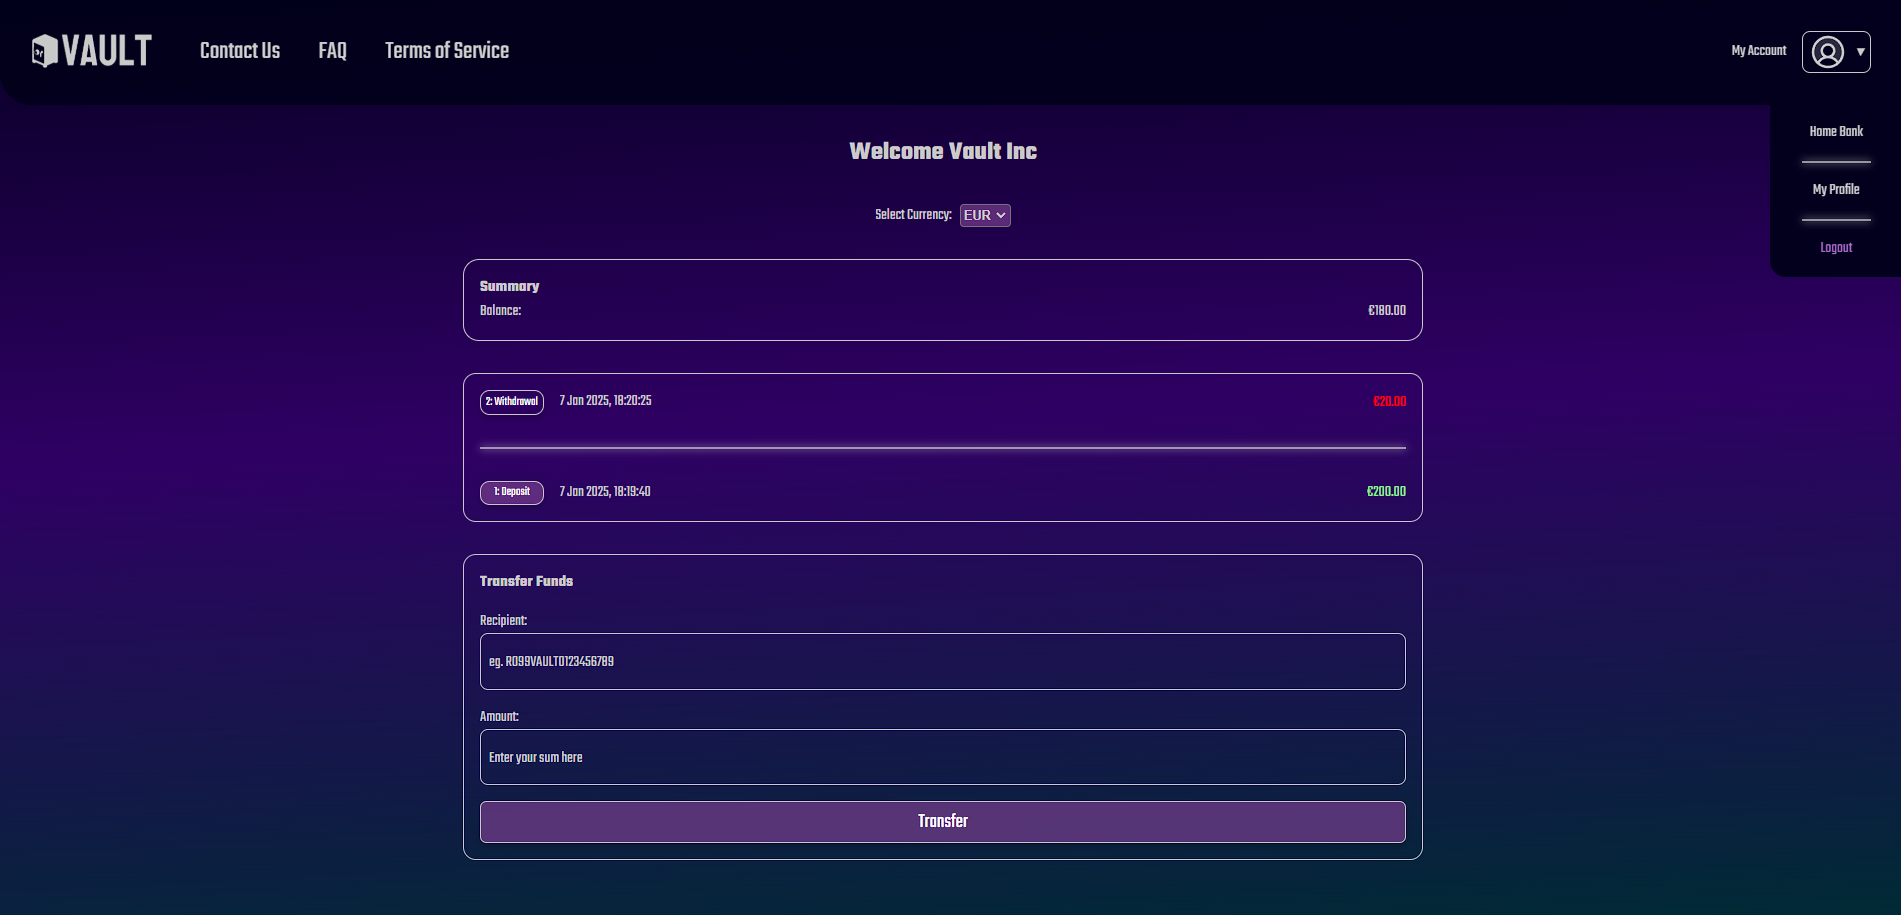 VAULT
Contact Us
FAQ
Terms of Service
My Account
▼
Home Bank
My Profile
Logout
Welcome Vault Inc
Select Currency: EUR
Summary
Balance: €180.00
2: Withdrawal 7 Jan 2025, 18:20:25 €20.00
1: Deposit 7 Jan 2025, 18:19:40 €200.00
Transfer Funds
Recipient:
eg. RO99VAULT0123456789
Amount:
Enter your sum here
Transfer